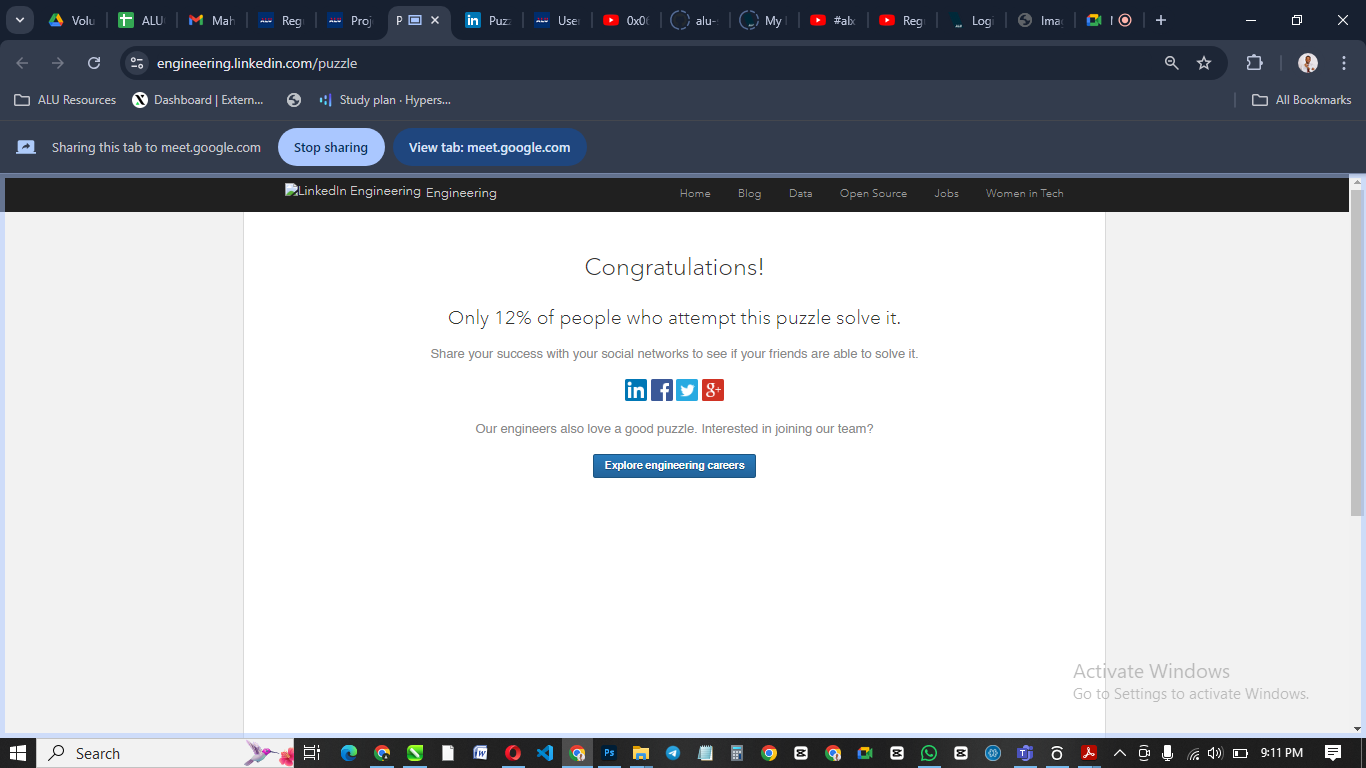 Volu
ALU
Mah
Reg
Proj
P
Puz
User
0x0
alu-
My
#alx
Reg
Logi
Ima
engineering.linkedin.com/puzzle
ALU Resources
Dashboard | Extern...
Study plan · Hypers...
All Bookmarks
Sharing this tab to meet.google.com
Stop sharing
View tab: meet.google.com
LinkedIn Engineering Engineering
Home
Blog
Data
Open Source
Jobs
Women in Tech
Congratulations!
Only 12% of people who attempt this puzzle solve it.
Share your success with your social networks to see if your friends are able to solve it.
in f g+
Our engineers also love a good puzzle. Interested in joining our team?
Explore engineering careers
Activate Windows
Go to Settings to activate Windows.
Search
Ps
9:11 PM